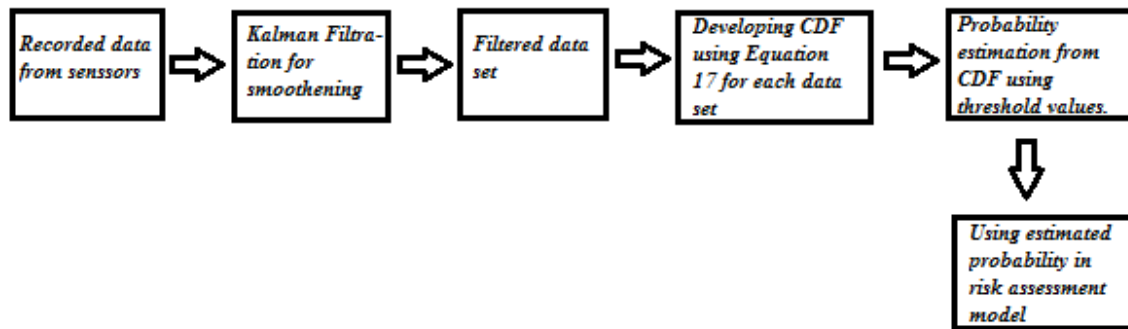 Recorded data
from senssors
Kalman Filtra-
tion for
smoothening
Filtered data
set
Developing CDF
using Equation
17 for each data
set
Probability
estimation from
CDF using
threshold values.
Using estimated
probability in
risk assessment
model